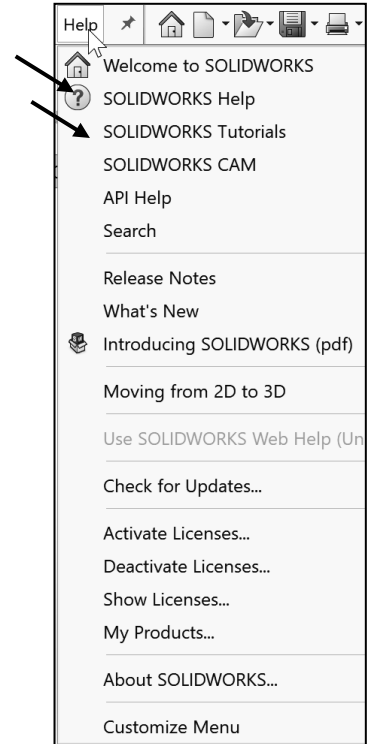 Help
Welcome to SOLIDWORKS
? SOLIDWORKS Help
SOLIDWORKS Tutorials
SOLIDWORKS CAM
API Help
Search
Release Notes
What's New
Introducing SOLIDWORKS (pdf)
Moving from 2D to 3D
Use SOLIDWORKS Web Help (Un
Check for Updates...
Activate Licenses...
Deactivate Licenses...
Show Licenses...
My Products...
About SOLIDWORKS...
Customize Menu